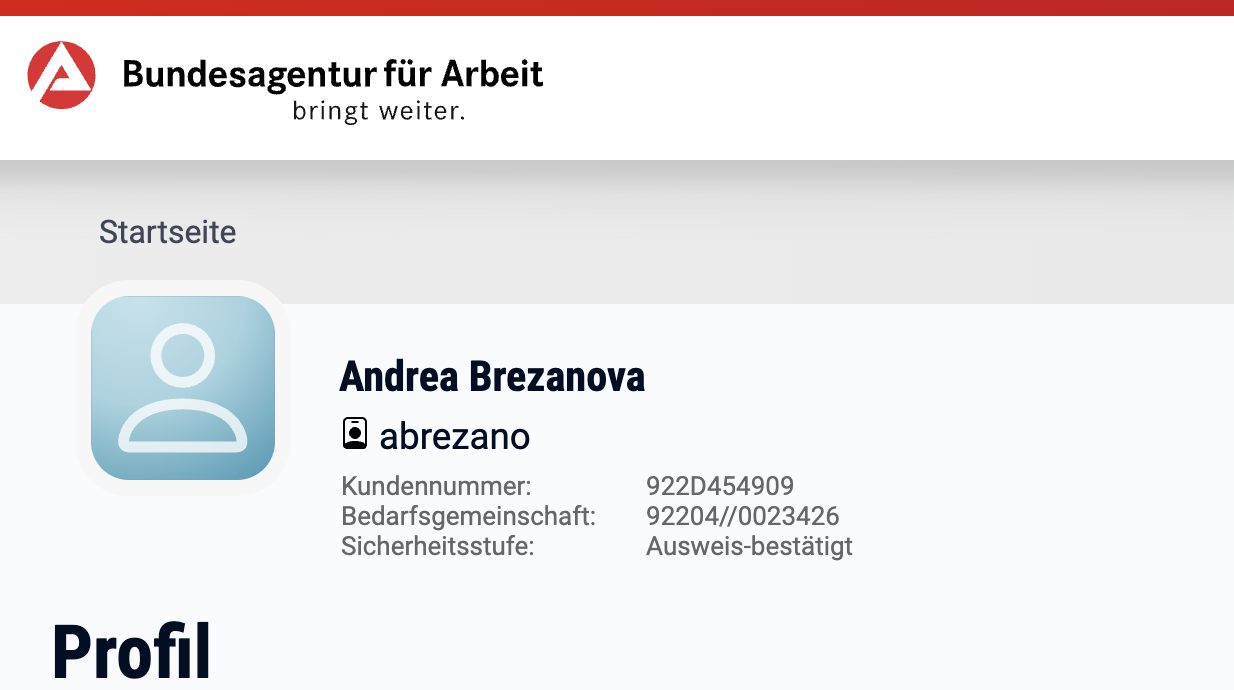 Bundesagentur für Arbeit
bringt weiter.
Startseite
Andrea Brezanova
abrezano
Kundennummer: 922D454909
Bedarfsgemeinschaft: 92204//0023426
Sicherheitsstufe: Ausweis-bestätigt
Profil